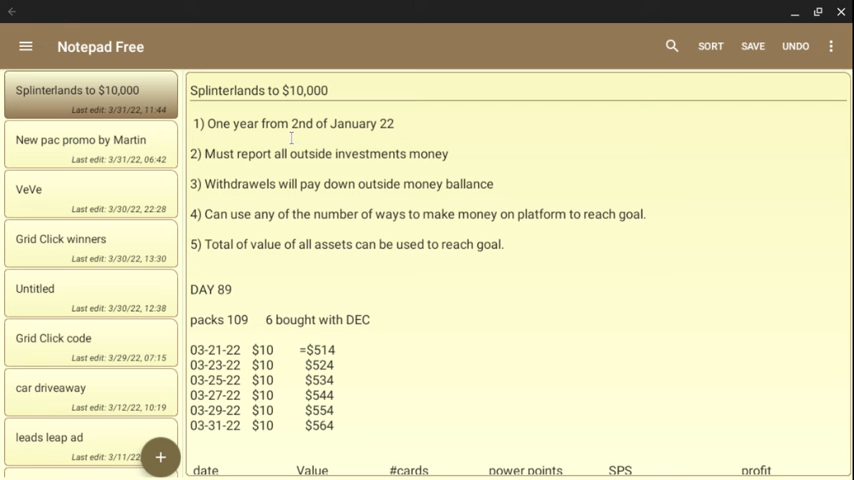 Notepad Free
SORT SAVE UNDO
Splinterlands to $10,000
Last edit: 3/31/22, 11:44
New pac promo by Martin
Last edit: 3/31/22, 06:42
VeVe
Last edit: 3/30/22, 22:28
Grid Click winners
Last edit: 3/30/22, 13:30
Untitled
Last edit: 3/30/22, 12:38
Grid Click code
Last edit: 3/29/22, 07:15
car driveaway
Last edit: 3/12/22, 10:19
leads leap ad
Last edit: 3/11/22
+
Splinterlands to $10,000
1) One year from 2nd of January 22
2) Must report all outside investments money
3) Withdrawels will pay down outside money ballance
4) Can use any of the number of ways to make money on platform to reach goal.
5) Total of value of all assets can be used to reach goal.
DAY 89
packs 109 6 bought with DEC
03-21-22 $10 =$514
03-23-22 $10 $524
03-25-22 $10 $534
03-27-22 $10 $544
03-29-22 $10 $554
03-31-22 $10 $564
date Value #cards power points SPS profit